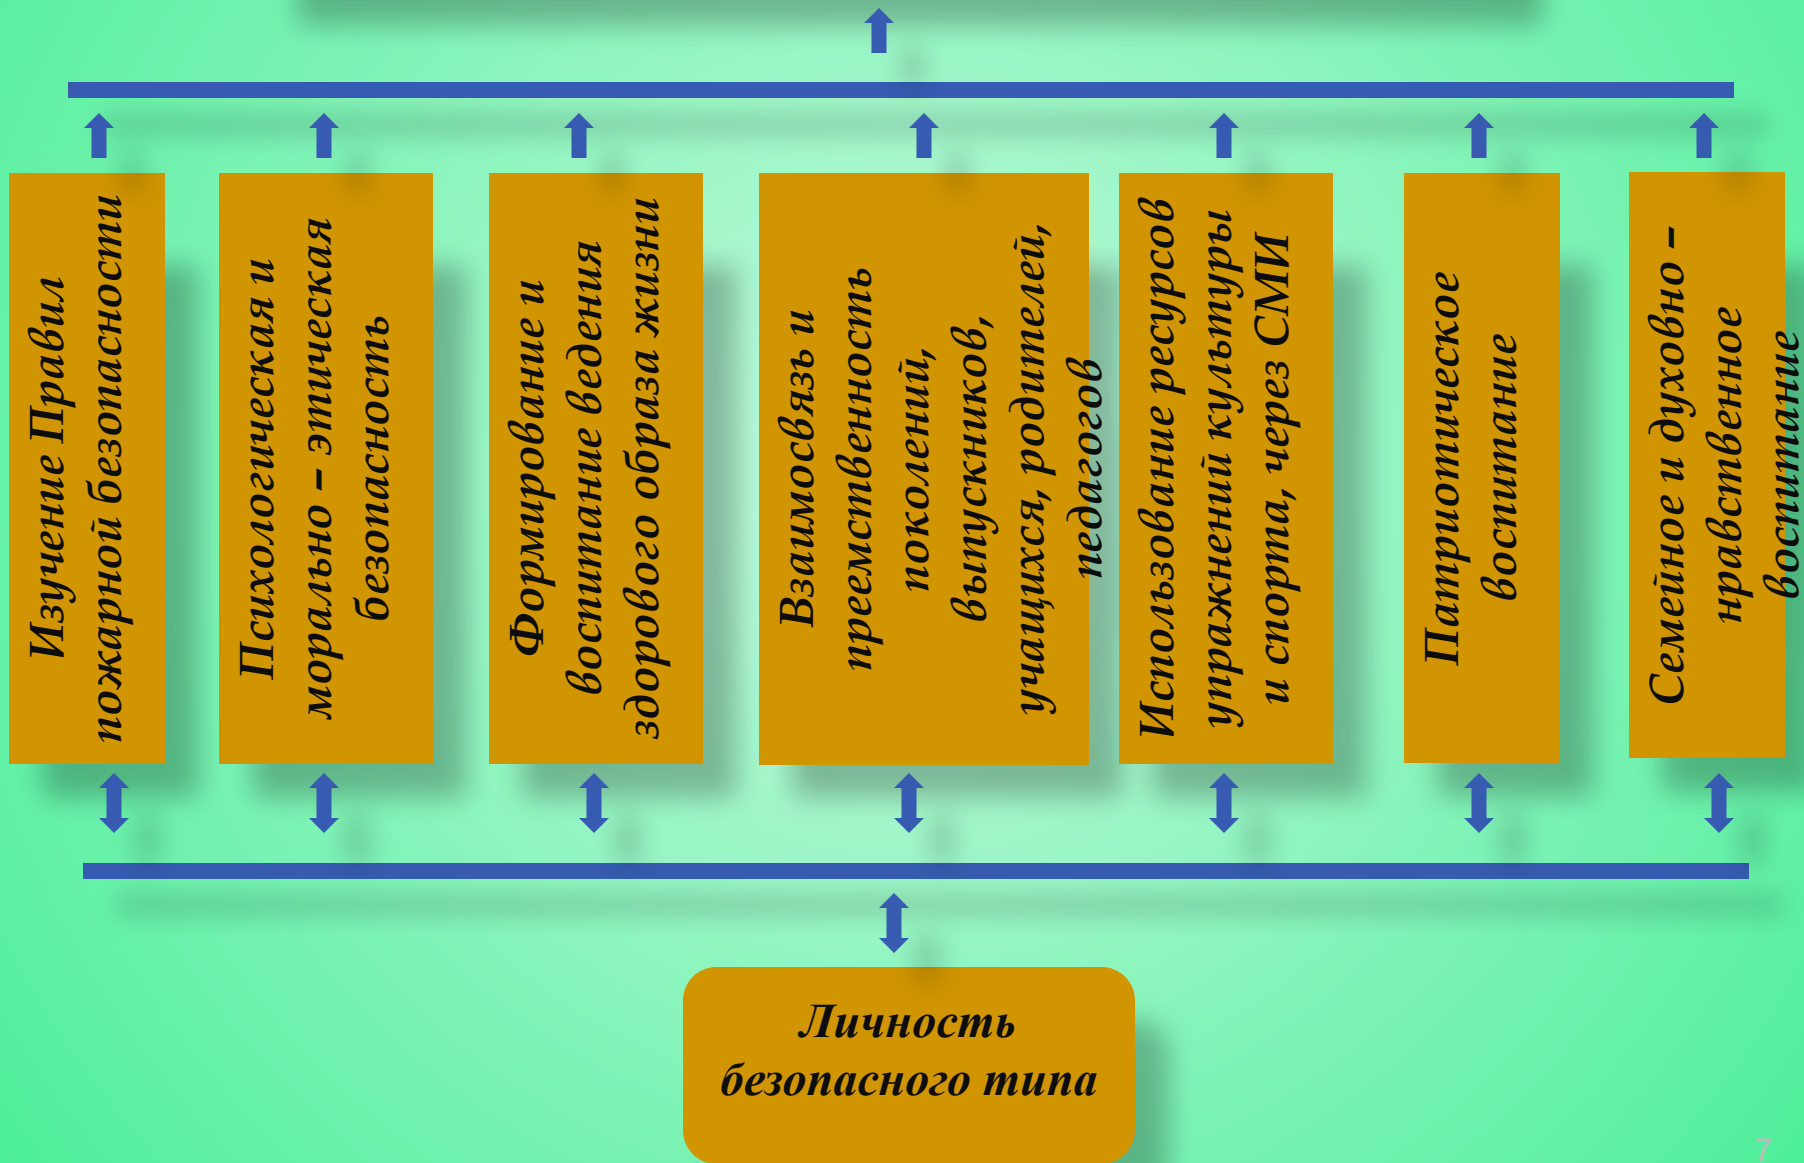 Изучение Правил
пожарной безопасности
Психологическая и
морально – этическая
безопасность
Формирование и
воспитание ведения
здорового образа жизни
Взаимосвязь и
преемственность
поколений,
выпускников,
учащихся, родителей,
педагогов
Использование ресурсов
упражнений культуры
и спорта, через СМИ
Патриотическое
воспитание
Семейное и духовно –
нравственное
воспитание
Личность
безопасного типа
7